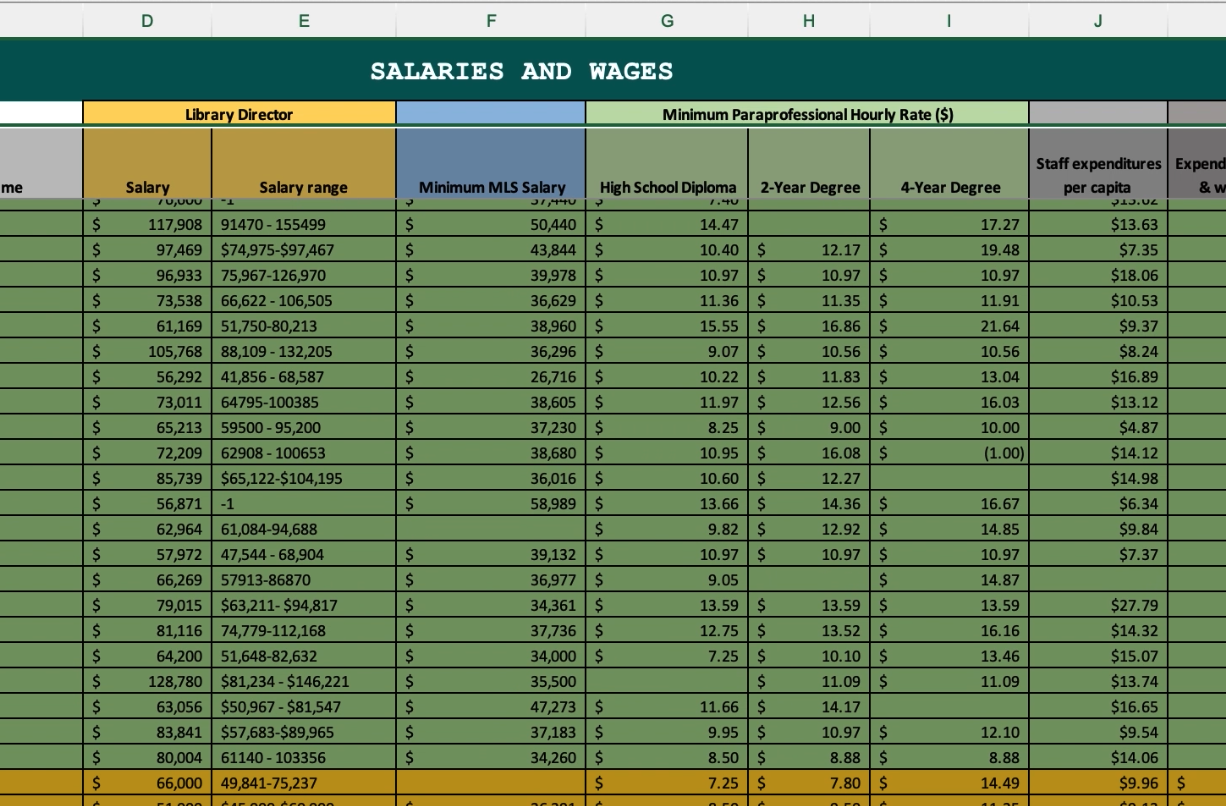 D E F G H I J
SALARIES AND WAGES
Library Director Minimum Paraprofessional Hourly Rate ($)
Staff expenditures Expend
me Salary Salary range Minimum MLS Salary High School Diploma 2-Year Degree 4-Year Degree per capita & w
$ 117,908 91470 - 155499 $ 50,440 $ 14.47 $ 17.27 $13.63
$ 97,469 $74,975-$97,467 $ 43,844 $ 10.40 $ 12.17 $ 19.48 $7.35
$ 96,933 75,967-126,970 $ 39,978 $ 10.97 $ 10.97 $ 10.97 $18.06
$ 73,538 66,622 - 106,505 $ 36,629 $ 11.36 $ 11.35 $ 11.91 $10.53
$ 61,169 51,750-80,213 $ 38,960 $ 15.55 $ 16.86 $ 21.64 $9.37
$ 105,768 88,109 - 132,205 $ 36,296 $ 9.07 $ 10.56 $ 10.56 $8.24
$ 56,292 41,856 - 68,587 $ 26,716 $ 10.22 $ 11.83 $ 13.04 $16.89
$ 73,011 64795-100385 $ 38,605 $ 11.97 $ 12.56 $ 16.03 $13.12
$ 65,213 59500 - 95,200 $ 37,230 $ 8.25 $ 9.00 $ 10.00 $4.87
$ 72,209 62908 - 100653 $ 38,680 $ 10.95 $ 16.08 $ (1.00) $14.12
$ 85,739 $65,122-$104,195 $ 36,016 $ 10.60 $ 12.27 $14.98
$ 56,871 -1 $ 58,989 $ 13.66 $ 14.36 $ 16.67 $6.34
$ 62,964 61,084-94,688 $ 9.82 $ 12.92 $ 14.85 $9.84
$ 57,972 47,544 - 68,904 $ 39,132 $ 10.97 $ 10.97 $ 10.97 $7.37
$ 66,269 57913-86870 $ 36,977 $ 9.05 $ 14.87
$ 79,015 $63,211- $94,817 $ 34,361 $ 13.59 $ 13.59 $ 13.59 $27.79
$ 81,116 74,779-112,168 $ 37,736 $ 12.75 $ 13.52 $ 16.16 $14.32
$ 64,200 51,648-82,632 $ 34,000 $ 7.25 $ 10.10 $ 13.46 $15.07
$ 128,780 $81,234 - $146,221 $ 35,500 $ 11.09 $ 11.09 $13.74
$ 63,056 $50,967 - $81,547 $ 47,273 $ 11.66 $ 14.17 $16.65
$ 83,841 $57,683-$89,965 $ 37,183 $ 9.95 $ 10.97 $ 12.10 $9.54
$ 80,004 61140 - 103356 $ 34,260 $ 8.50 $ 8.88 $ 8.88 $14.06
$ 66,000 49,841-75,237 $ 7.25 $ 7.80 $ 14.49 $9.96 $